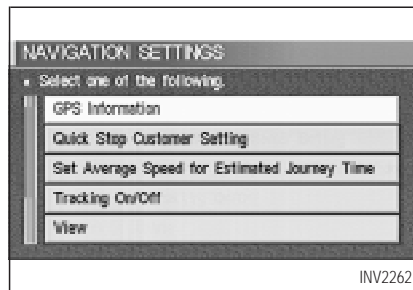 NAVIGATION SETTINGS
Select one of the following.
GPS Information
Quick Stop Customer Setting
Set Average Speed for Estimated Journey Time
Tracking On/Off
View
INV2262